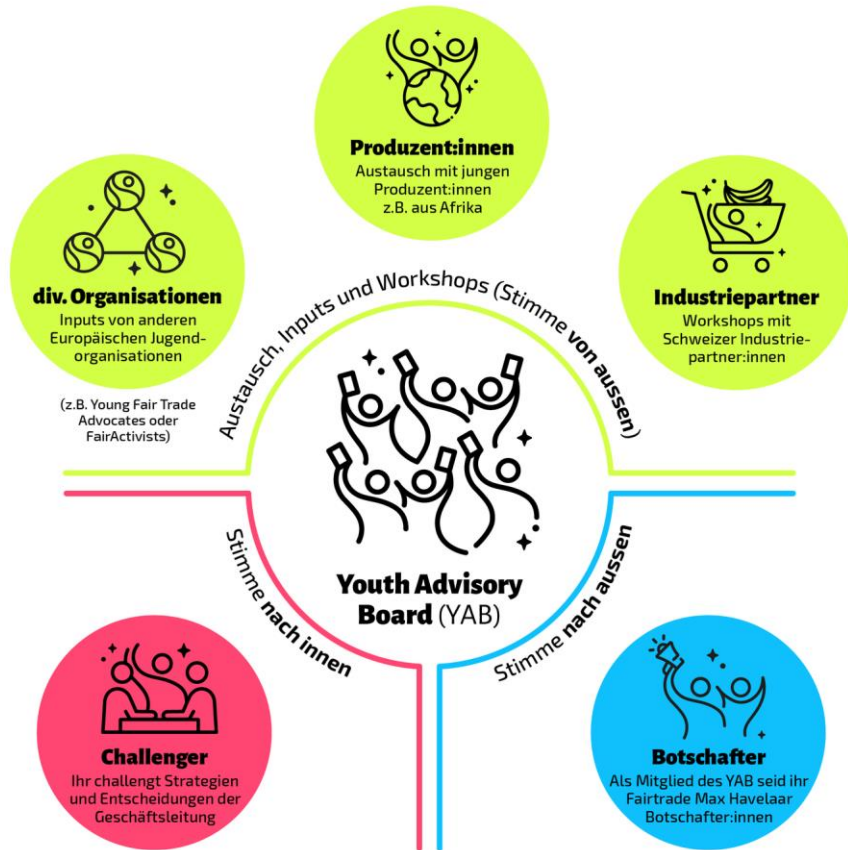 Produzent:innen
Austausch mit jungen
Produzent:innen
z.B. aus Afrika
div. Organisationen
Inputs von anderen
Europäischen Jugend-
organisationen
(z.B. Young Fair Trade
Advocates oder
FairActivists)
Industriepartner
Workshops mit
Schweizer Industrie-
partner:innen
Austausch, Inputs und Workshops (Stimme von aussen)
Youth Advisory
Board (YAB)
Stimme nach innen
Stimme nach aussen
Challenger
Ihr challengt Strategien
und Entscheidungen der
Geschäftsleitung
Botschafter
Als Mitglied des YAB seid ihr
Fairtrade Max Havelaar
Botschafter:innen